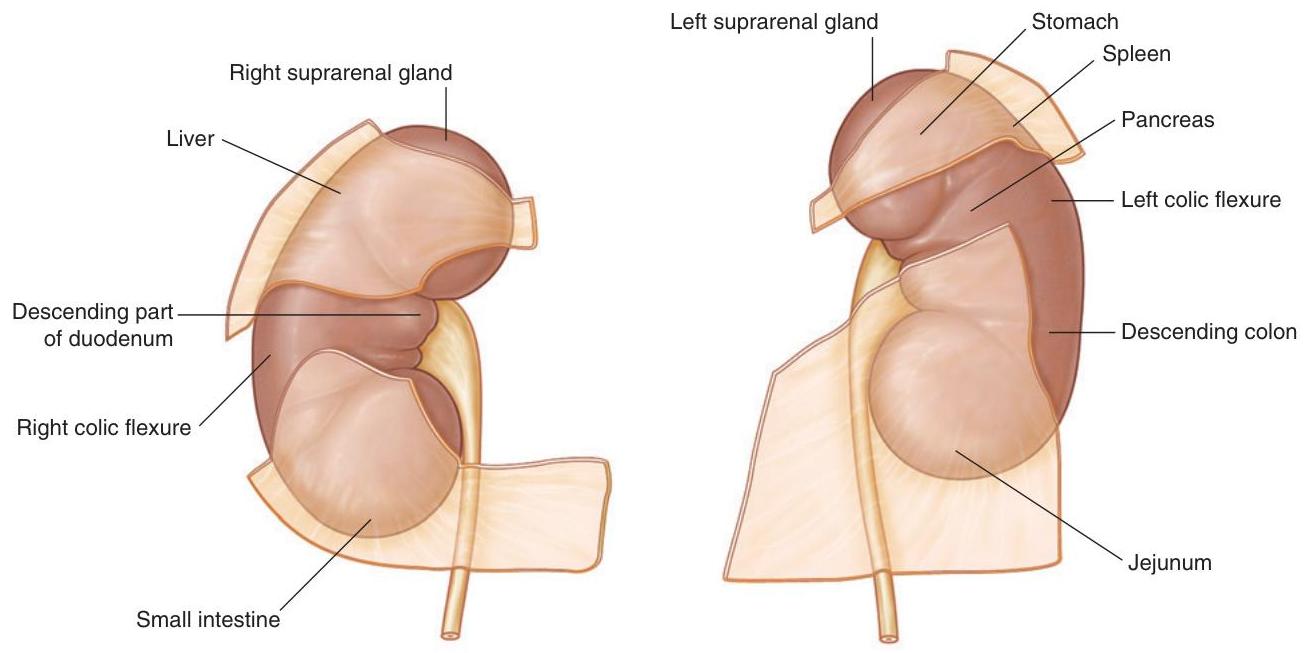 Right suprarenal gland
Liver
Descending part
of duodenum
Right colic flexure
Small intestine
Left suprarenal gland
Stomach
Spleen
Pancreas
Left colic flexure
Descending colon
Jejunum